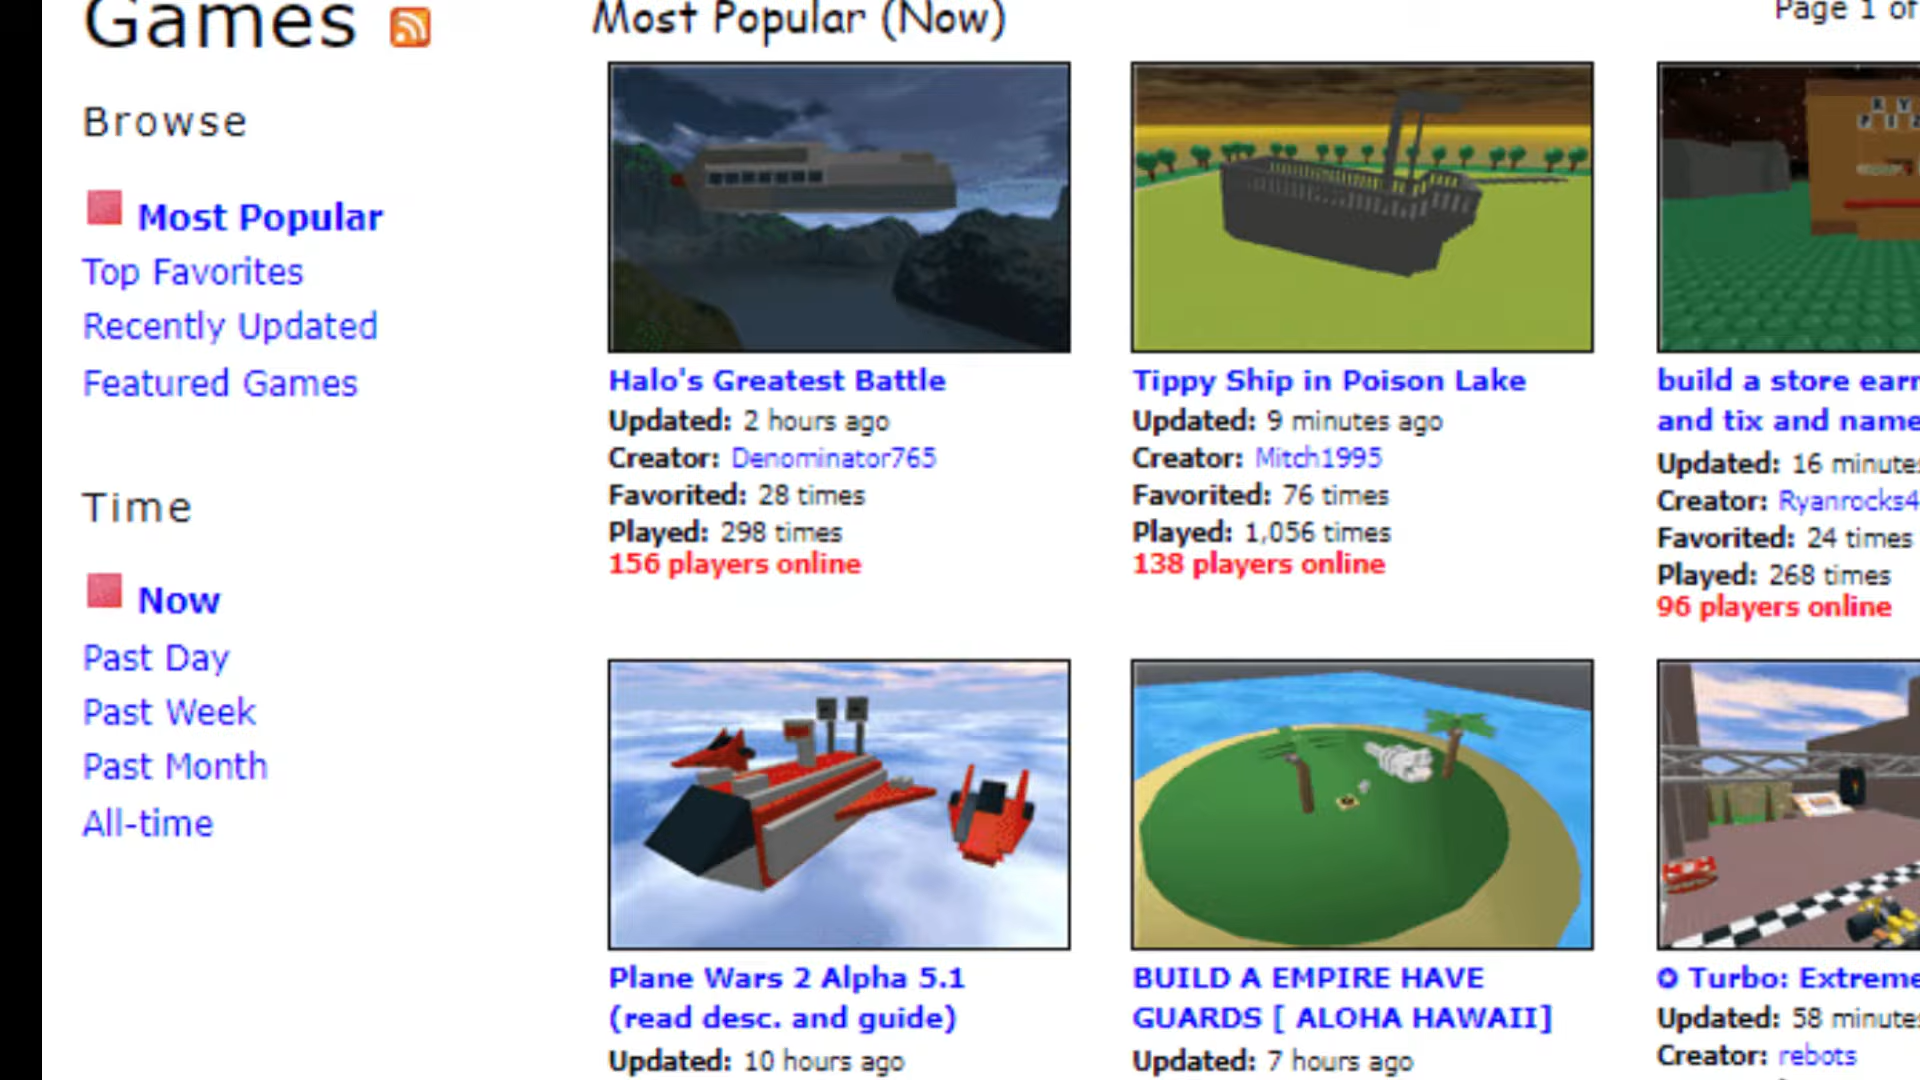 Games
Browse
Most Popular
Top Favorites
Recently Updated
Featured Games
Time
Now
Past Day
Past Week
Past Month
All-time
Most Popular (Now)
Page 1 of
Halo's Greatest Battle
Updated: 2 hours ago
Creator: Denominator765
Favorited: 28 times
Played: 298 times
156 players online
Tippy Ship in Poison Lake
Updated: 9 minutes ago
Creator: Mitch1995
Favorited: 76 times
Played: 1,056 times
138 players online
build a store earn
and tix and name
Updated: 16 minutes
Creator: Ryanrocks4
Favorited: 24 times
Played: 268 times
96 players online
Plane Wars 2 Alpha 5.1
(read desc. and guide)
Updated: 10 hours ago
BUILD A EMPIRE HAVE
GUARDS [ ALOHA HAWAII]
Updated: 7 hours ago
✪ Turbo: Extreme
Updated: 58 minutes
Creator: rebots